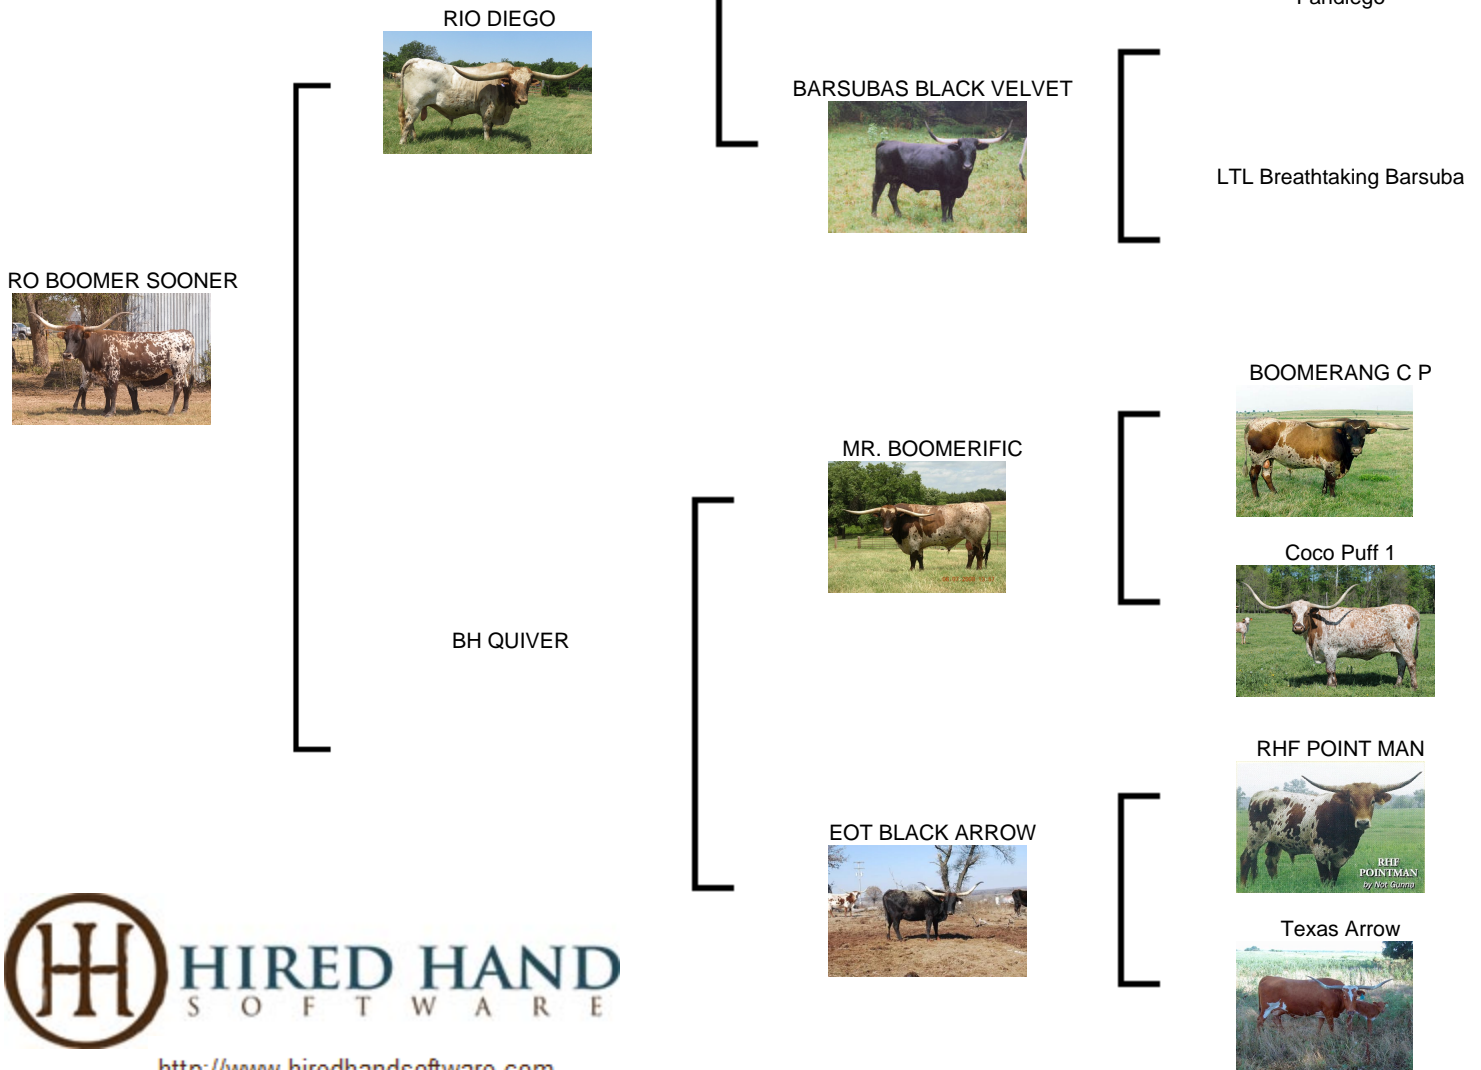 RIO DIEGO
BARSUBAS BLACK VELVET
LTL Breathtaking Barsuba
RO BOOMER SOONER
BOOMERANG C P
MR. BOOMERIFIC
Coco Puff 1
BH QUIVER
RHF POINT MAN
RHF
POINTMAN
by Not Gunna
EOT BLACK ARROW
Texas Arrow
HIRED HAND
SOFTWARE
http://www.hiredhandsoftware.com